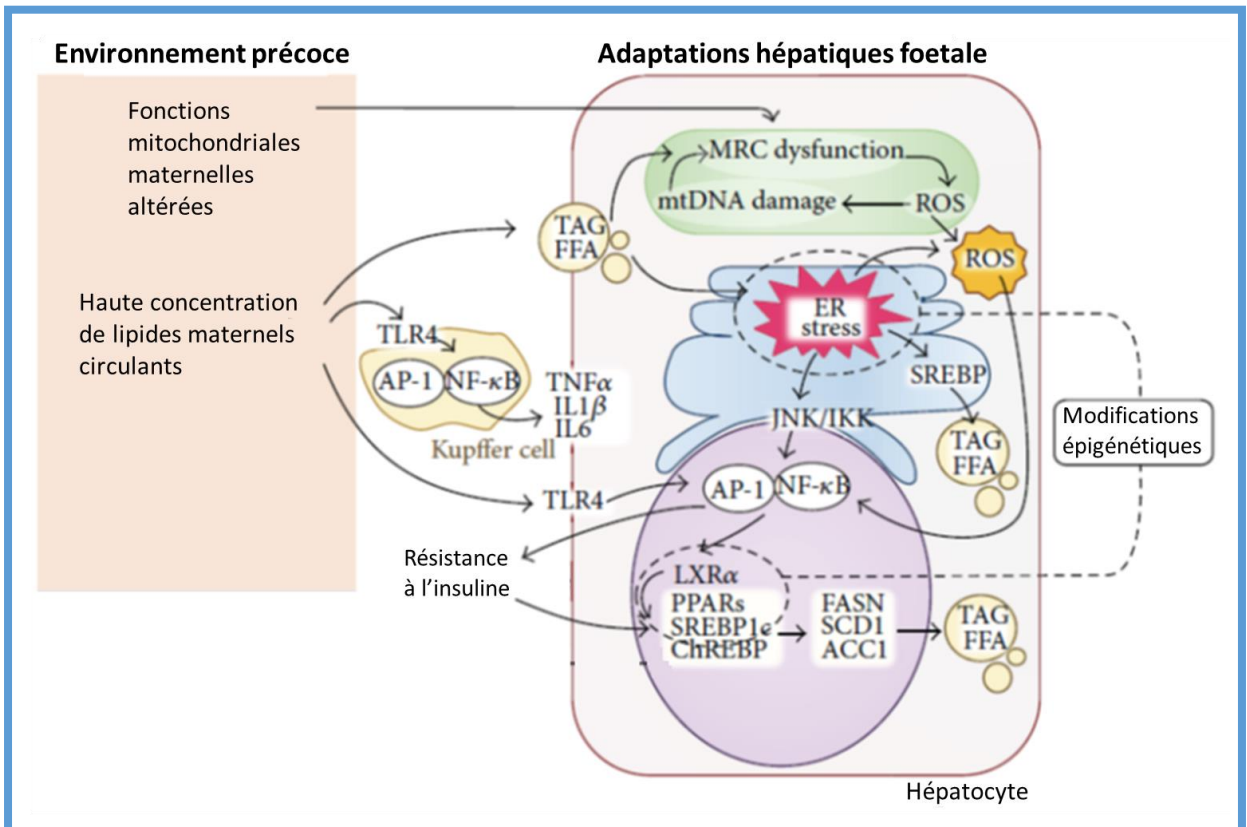 Environnement précoce
Adaptations hépatiques foetale
Fonctions
mitochondriales
maternelles
altérées
Haute concentration
de lipides maternels
circulants
TLR4
AP-1
NF-κB
Kupffer cell
TNFα
IL1β
IL6
TLR4
Résistance
à l’insuline
TAG
FFA
MRC dysfunction
mtDNA damage
ROS
ROS
ER
stress
SREBP
TAG
FFA
JNK/IKK
AP-1
NF-κB
LXRα
PPARs
SREBP1c
ChREBP
FASN
SCD1
ACC1
TAG
FFA
Modifications
épigénétiques
Hépatocyte